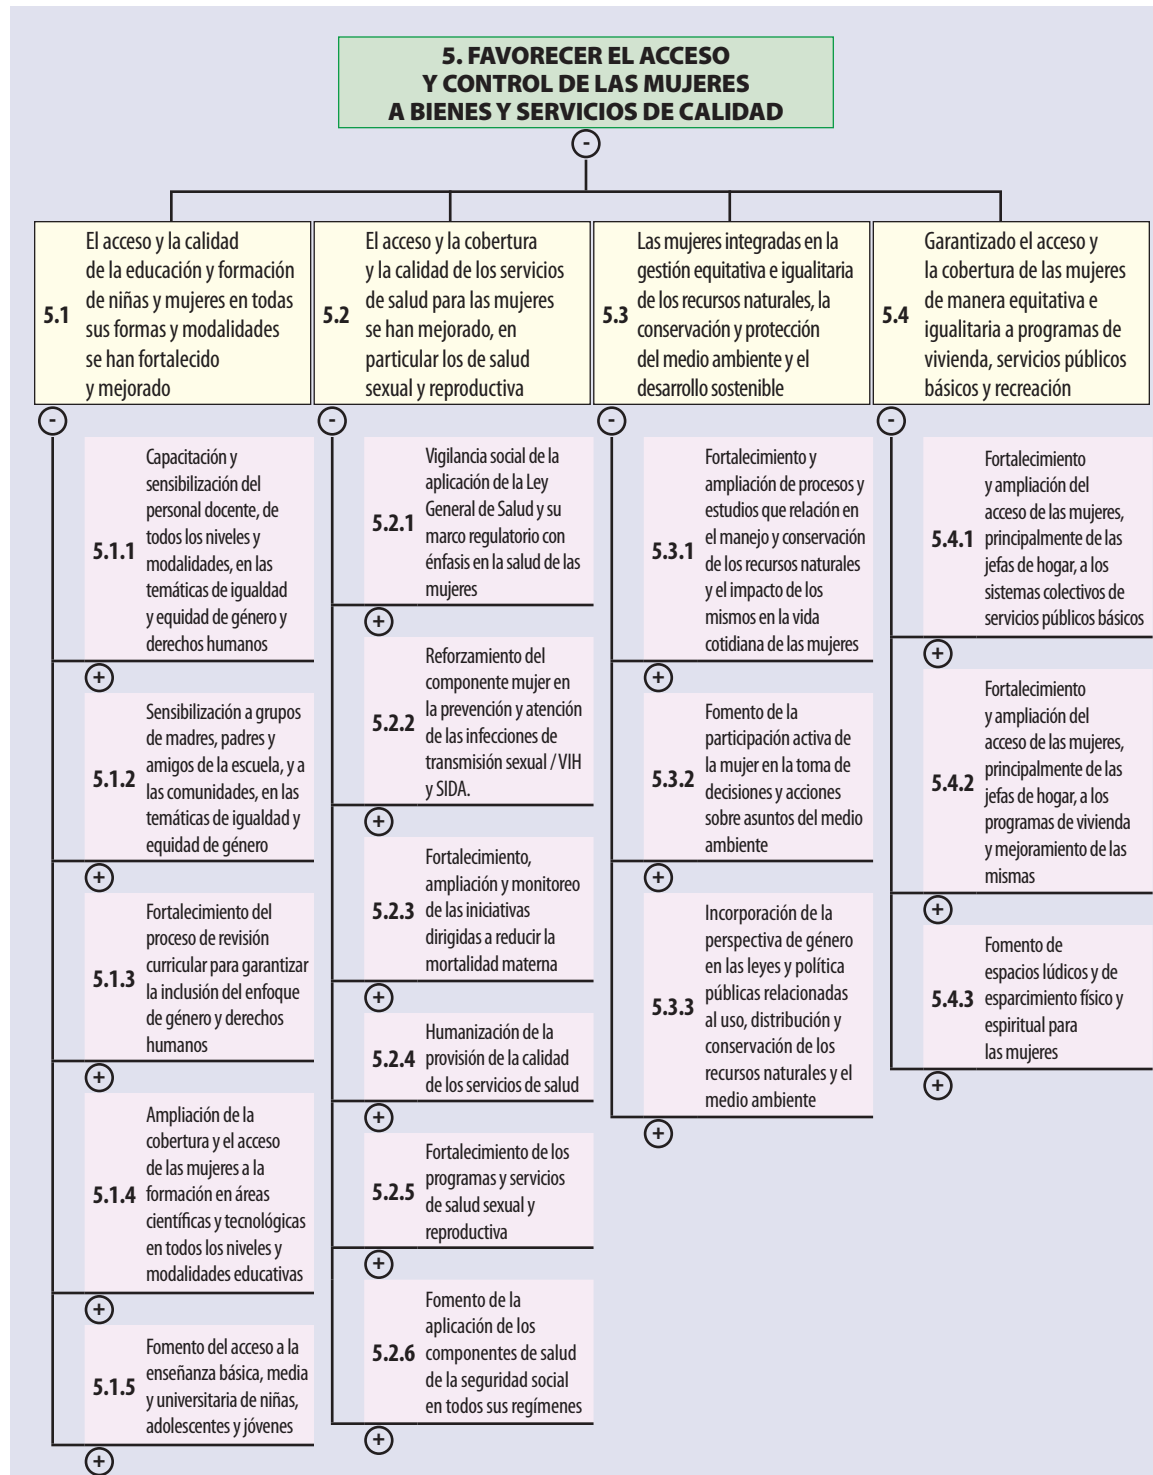 5. FAVORECER EL ACCESO
Y CONTROL DE LAS MUJERES
A BIENES Y SERVICIOS DE CALIDAD
-
5.1
El acceso y la calidad
de la educación y formación
de niñas y mujeres en todas
sus formas y modalidades
se han fortalecido
y mejorado
-
5.1.1
Capacitación y
sensibilización del
personal docente, de
todos los niveles y
modalidades, en las
temáticas de igualdad
y equidad de género y
derechos humanos
+
5.1.2
Sensibilización a grupos
de madres, padres y
amigos de la escuela, y a
las comunidades, en las
temáticas de igualdad y
equidad de género
+
5.1.3
Fortalecimiento del
proceso de revisión
curricular para garantizar
la inclusión del enfoque
de género y derechos
humanos
+
5.1.4
Ampliación de la
cobertura y el acceso
de las mujeres a la
formación en áreas
científicas y tecnológicas
en todos los niveles y
modalidades educativas
+
5.1.5
Fomento del acceso a la
enseñanza básica, media
y universitaria de niñas,
adolescentes y jóvenes
+
5.2
El acceso y la cobertura
y la calidad de los servicios
de salud para las mujeres
se han mejorado, en
particular los de salud
sexual y reproductiva
-
5.2.1
Vigilancia social de la
aplicación de la Ley
General de Salud y su
marco regulatorio con
énfasis en la salud de las
mujeres
+
5.2.2
Reforzamiento del
componente mujer en
la prevención y atención
de las infecciones de
transmisión sexual / VIH
y SIDA.
+
5.2.3
Fortalecimiento,
ampliación y monitoreo
de las iniciativas
dirigidas a reducir la
mortalidad materna
+
5.2.4
Humanización de la
provisión de la calidad
de los servicios de salud
+
5.2.5
Fortalecimiento de los
programas y servicios
de salud sexual y
reproductiva
+
5.2.6
Fomento de la
aplicación de los
componentes de salud
de la seguridad social
en todos sus regímenes
+
5.3
Las mujeres integradas en la
gestión equitativa e igualitaria
de los recursos naturales, la
conservación y protección
del medio ambiente y el
desarrollo sostenible
-
5.3.1
Fortalecimiento y
ampliación de procesos y
estudios que relación en
el manejo y conservación
de los recursos naturales
y el impacto de los
mismos en la vida
cotidiana de las mujeres
+
5.3.2
Fomento de la
participación activa de
la mujer en la toma de
decisiones y acciones
sobre asuntos del medio
ambiente
+
5.3.3
Incorporación de la
perspectiva de género
en las leyes y política
públicas relacionadas
al uso, distribución y
conservación de los
recursos naturales y el
medio ambiente
+
5.4
Garantizado el acceso y
la cobertura de las mujeres
de manera equitativa e
igualitaria a programas de
vivienda, servicios públicos
básicos y recreación
-
5.4.1
Fortalecimiento
y ampliación del
acceso de las mujeres,
principalmente de las
jefas de hogar, a los
sistemas colectivos de
servicios públicos básicos
+
5.4.2
Fortalecimiento
y ampliación del
acceso de las mujeres,
principalmente de las
jefas de hogar, a los
programas de vivienda
y mejoramiento de las
mismas
+
5.4.3
Fomento de
espacios lúdicos y de
esparcimiento físico y
espiritual para
las mujeres
+